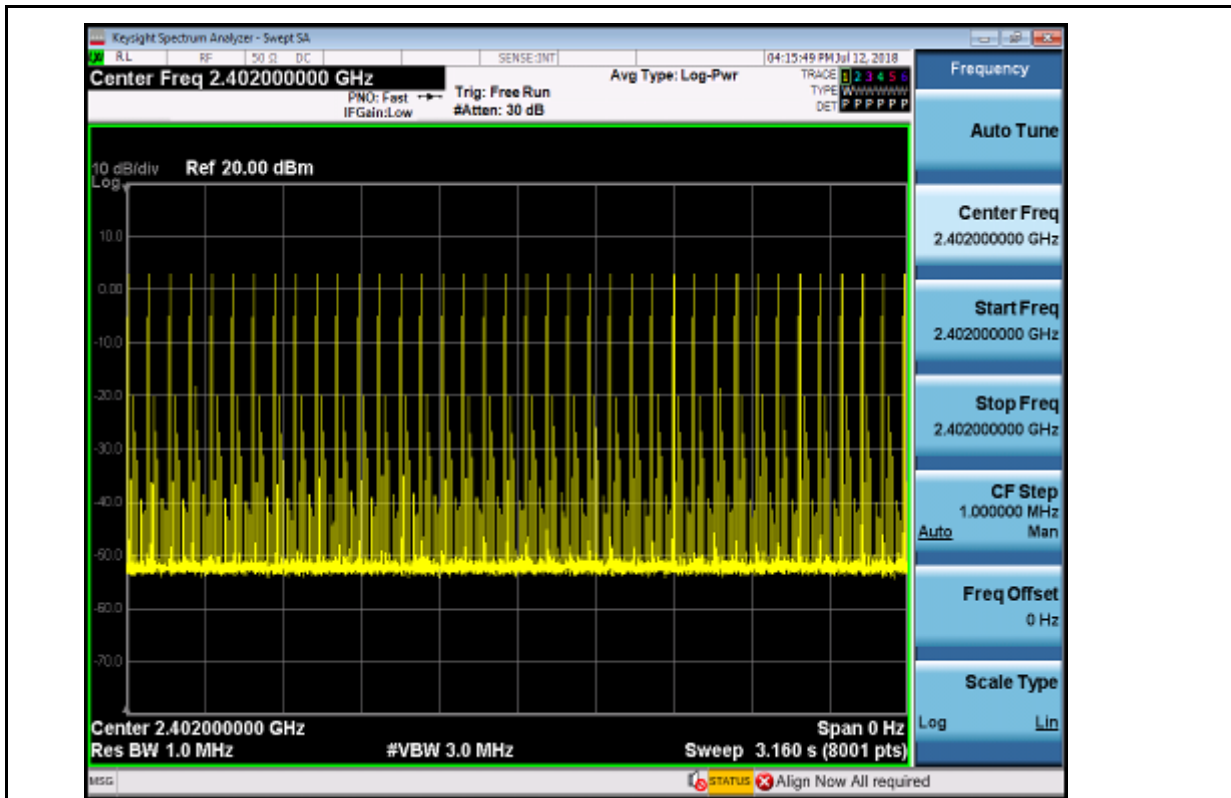 Keysight Spectrum Analyzer - Swept SA
RL RF 50 Ω DC SENSE:INT 04:15:49 PM Jul 12, 2018
Center Freq 2.402000000 GHz
Avg Type: Log-Pwr
TRACE 1 2 3 4 5 6
PNO: Fast
Trig: Free Run
TYPE W
IFGain:Low
#Atten: 30 dB
DET P P P P P P
10 dB/div Ref 20.00 dBm
Log
10.0
0.00
-10.0
-20.0
-30.0
-40.0
-50.0
-60.0
-70.0
Center 2.402000000 GHz
Span 0 Hz
Res BW 1.0 MHz
#VBW 3.0 MHz
Sweep 3.160 s (8001 pts)
MSG
STATUS Align Now All required
Frequency
Auto Tune
Center Freq
2.402000000 GHz
Start Freq
2.402000000 GHz
Stop Freq
2.402000000 GHz
CF Step
1.000000 MHz
Auto Man
Freq Offset
0 Hz
Scale Type
Log Lin